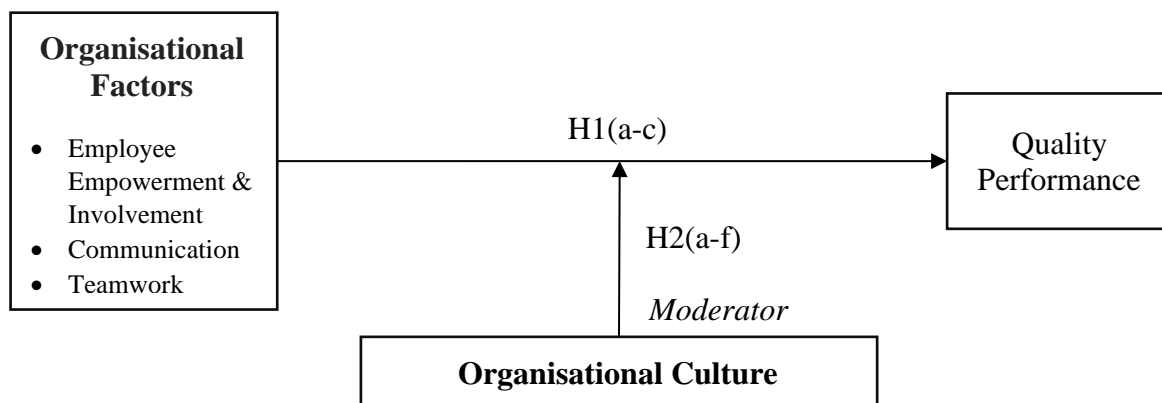 Organisational
Factors
• Employee
Empowerment &
Involvement
• Communication
• Teamwork
H1(a-c)
Quality
Performance
H2(a-f)
Moderator
Organisational Culture